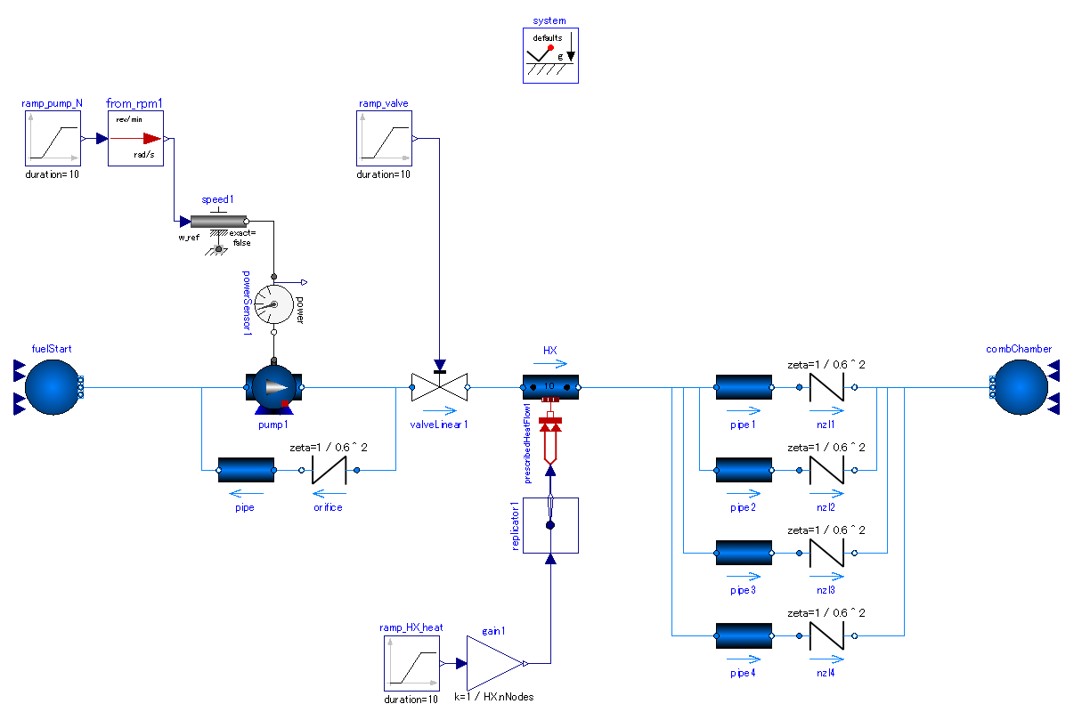 system
defaults
g
ramp_pump_N
duration=10
from_rpm1
rev/min
rad/s
ramp_valve
duration=10
speed1
w_ref
exact=
false
powerSensor1
power
fuelStart
pump1
valveLinear1
HX
10
prescribedHeatFlow1
combChamber
zeta=1 / 0.6 ^ 2
pipe1
nzl1
zeta=1 / 0.6 ^ 2
pipe
orifice
zeta=1 / 0.6 ^ 2
pipe2
nzl2
replicator1
zeta=1 / 0.6 ^ 2
pipe3
nzl3
zeta=1 / 0.6 ^ 2
pipe4
nzl4
ramp_HX_heat
duration=10
gain1
k=1 / HX.nNodes